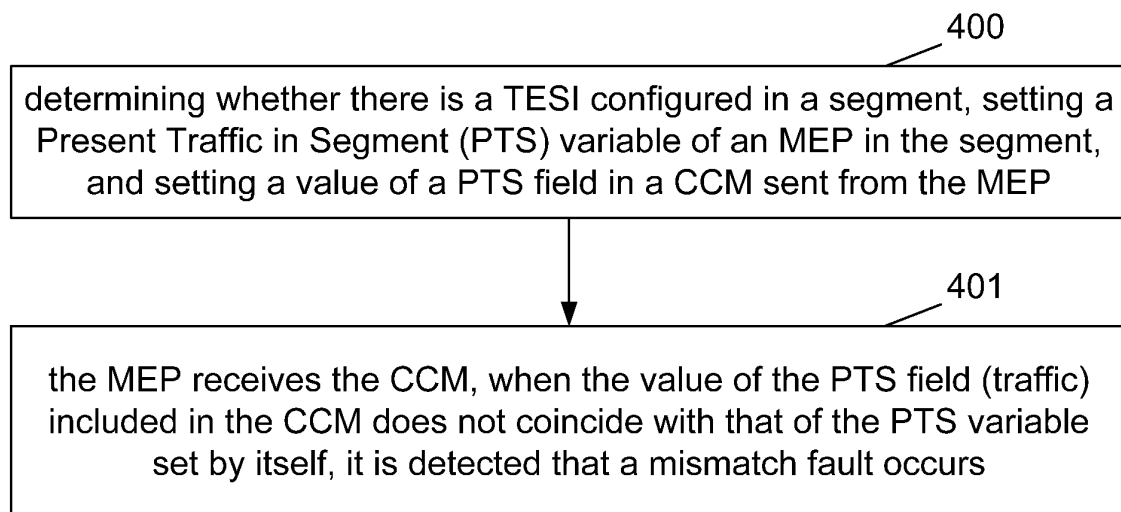 400
determining whether there is a TESI configured in a segment, setting a
Present Traffic in Segment (PTS) variable of an MEP in the segment,
and setting a value of a PTS field in a CCM sent from the MEP
401
the MEP receives the CCM, when the value of the PTS field (traffic)
included in the CCM does not coincide with that of the PTS variable
set by itself, it is detected that a mismatch fault occurs